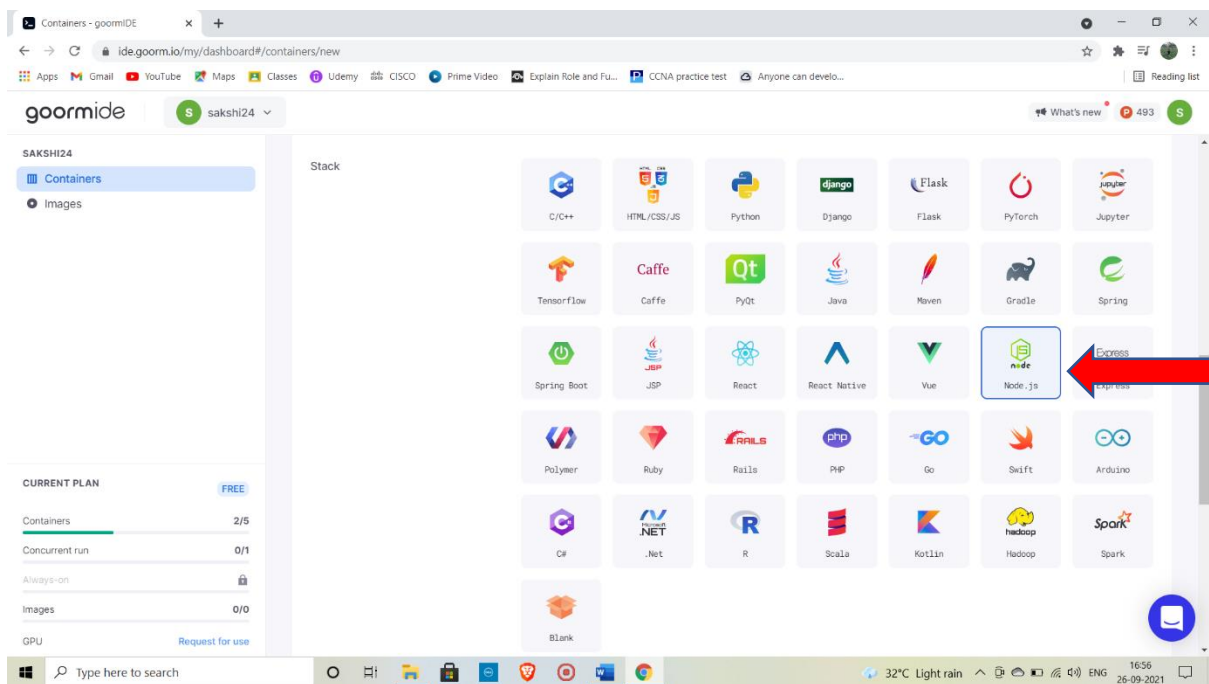 Containers - goormIDE
ide.goorm.io/my/dashboard#/containers/new
Apps Gmail YouTube Maps Classes Udemy CISCO Prime Video Explain Role and Fu... CCNA practice test Anyone can develo... Reading list
goormide S sakshi24 What's new P 493 S
SAKSHI24
Containers
Images
Stack
C/C++ HTML/CSS/JS Python django Django Flask Flask PyTorch jupyter Jupyter
Tensorflow Caffe Caffe Qt PyQt Java Maven Gradle Spring
Spring Boot JSP JSP React React Native Vue node Node.js Express Express
Polymer Ruby RAILS Rails php PHP GO Go Swift Arduino
C# Microsoft .NET .Net R R Scala Kotlin hadoop Hadoop Spark Spark
Blank
CURRENT PLAN FREE
Containers 2/5
Concurrent run 0/1
Always-on
Images 0/0
GPU Request for use
Type here to search 32°C Light rain ENG 16:56
26-09-2021